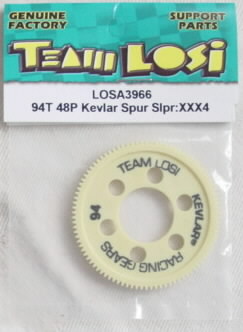 GENUINE FACTORY
SUPPORT PARTS
TEAM LOSI
LOSA3966
94T 48P Kevlar Spur Slpr:XXX4
TEAM LOSI
KEVLAR®
RACING GEARS
94